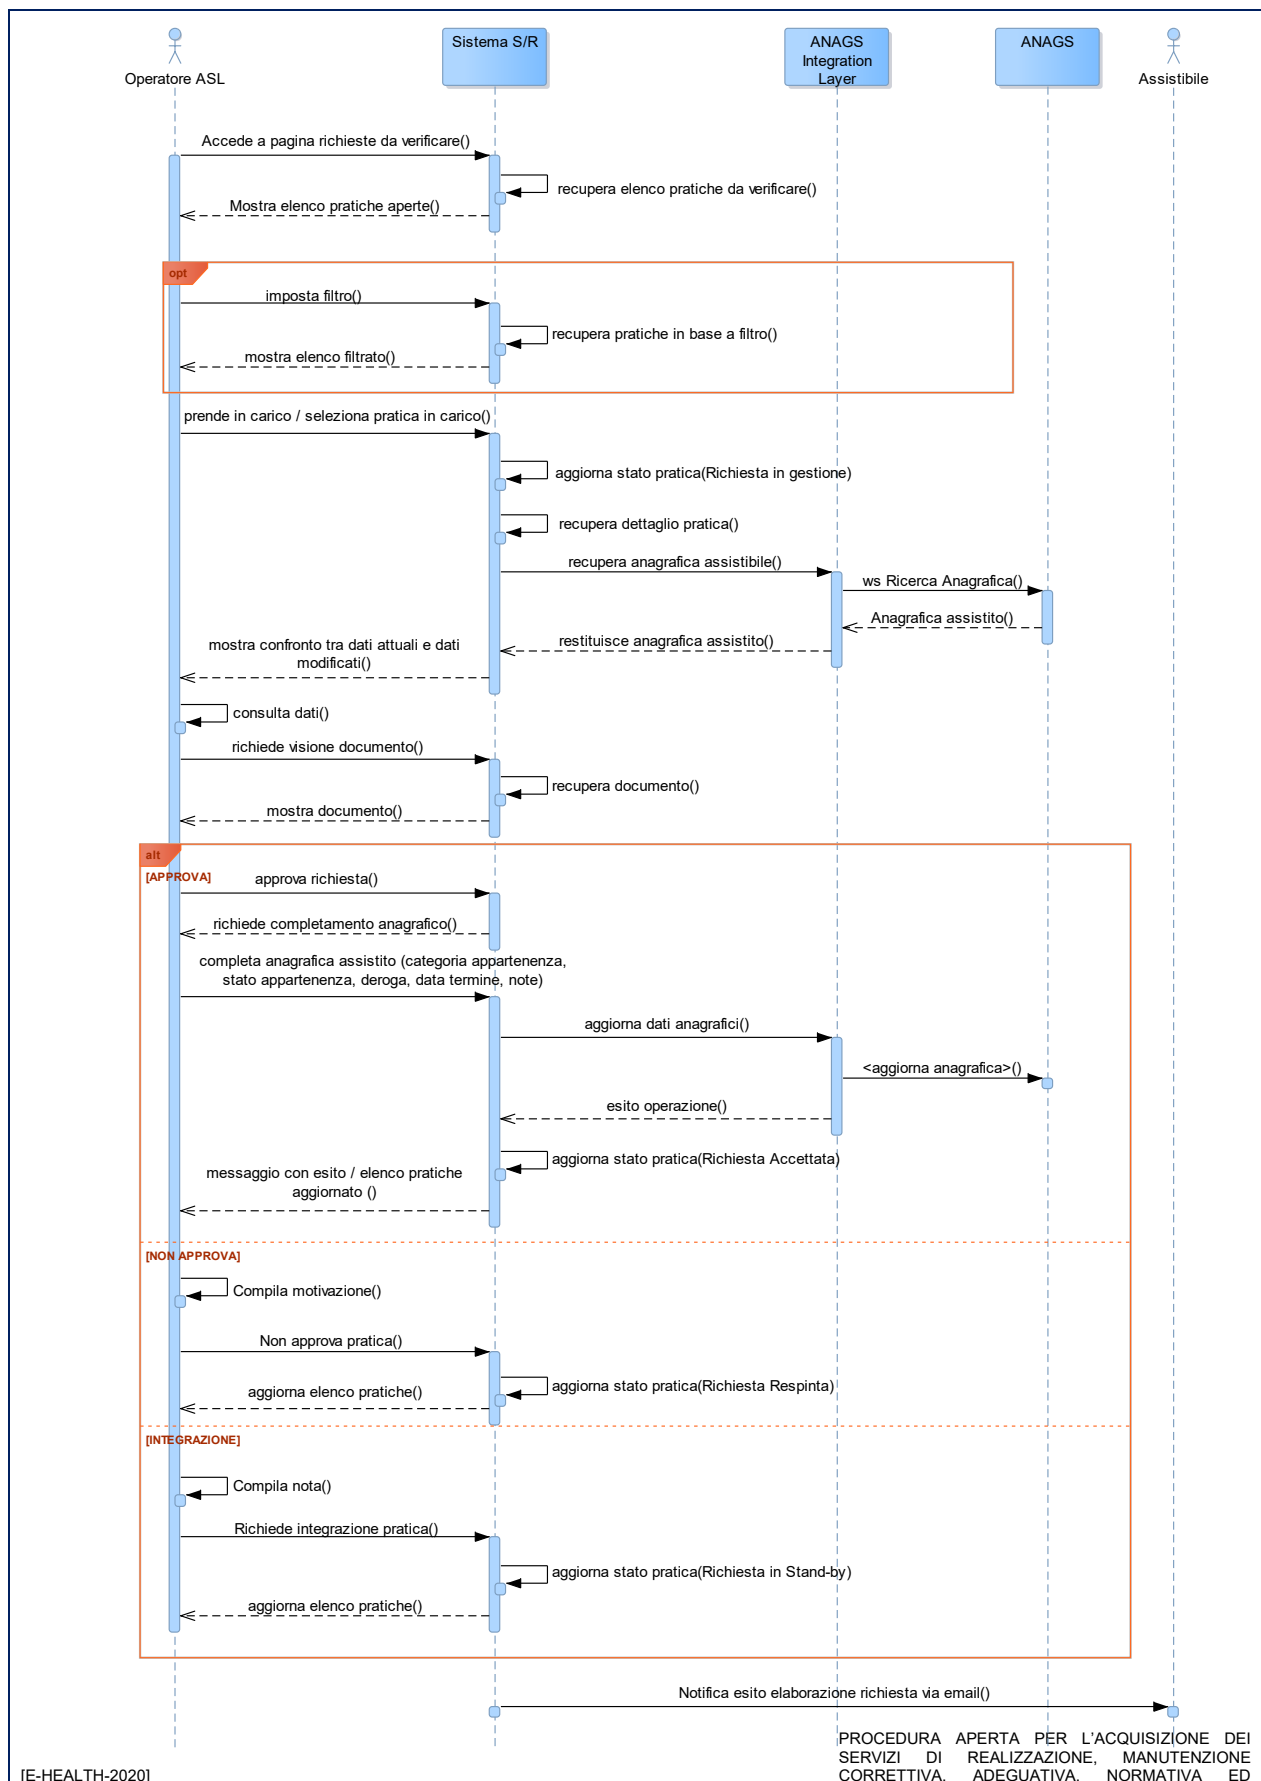 Operatore ASL
Sistema S/R
ANAGS
Integration
Layer
ANAGS
Assistibile
Accede a pagina richieste da verificare()
recupera elenco pratiche da verificare()
Mostra elenco pratiche aperte()
opt
imposta filtro()
recupera pratiche in base a filtro()
mostra elenco filtrato()
prende in carico / seleziona pratica in carico()
aggiorna stato pratica(Richiesta in gestione)
recupera dettaglio pratica()
recupera anagrafica assistibile()
ws Ricerca Anagrafica()
Anagrafica assistito()
restituisce anagrafica assistito()
mostra confronto tra dati attuali e dati
modificati()
consulta dati()
richiede visione documento()
recupera documento()
mostra documento()
alt
[APPROVA]
approva richiesta()
richiede completamento anagrafico()
completa anagrafica assistito (categoria appartenenza,
stato appartenenza, deroga, data termine, note)
aggiorna dati anagrafici()
<aggiorna anagrafica>()
esito operazione()
aggiorna stato pratica(Richiesta Accettata)
messaggio con esito / elenco pratiche
aggiornato ()
[NON APPROVA]
Compila motivazione()
Non approva pratica()
aggiorna stato pratica(Richiesta Respinta)
aggiorna elenco pratiche()
[INTEGRAZIONE]
Compila nota()
Richiede integrazione pratica()
aggiorna stato pratica(Richiesta in Stand-by)
aggiorna elenco pratiche()
Notifica esito elaborazione richiesta via email()
PROCEDURA APERTA PER L'ACQUISIZIONE DEI
SERVIZI DI REALIZZAZIONE, MANUTENZIONE
CORRETTIVA, ADEGUATIVA, NORMATIVA ED
[E-HEALTH-2020]